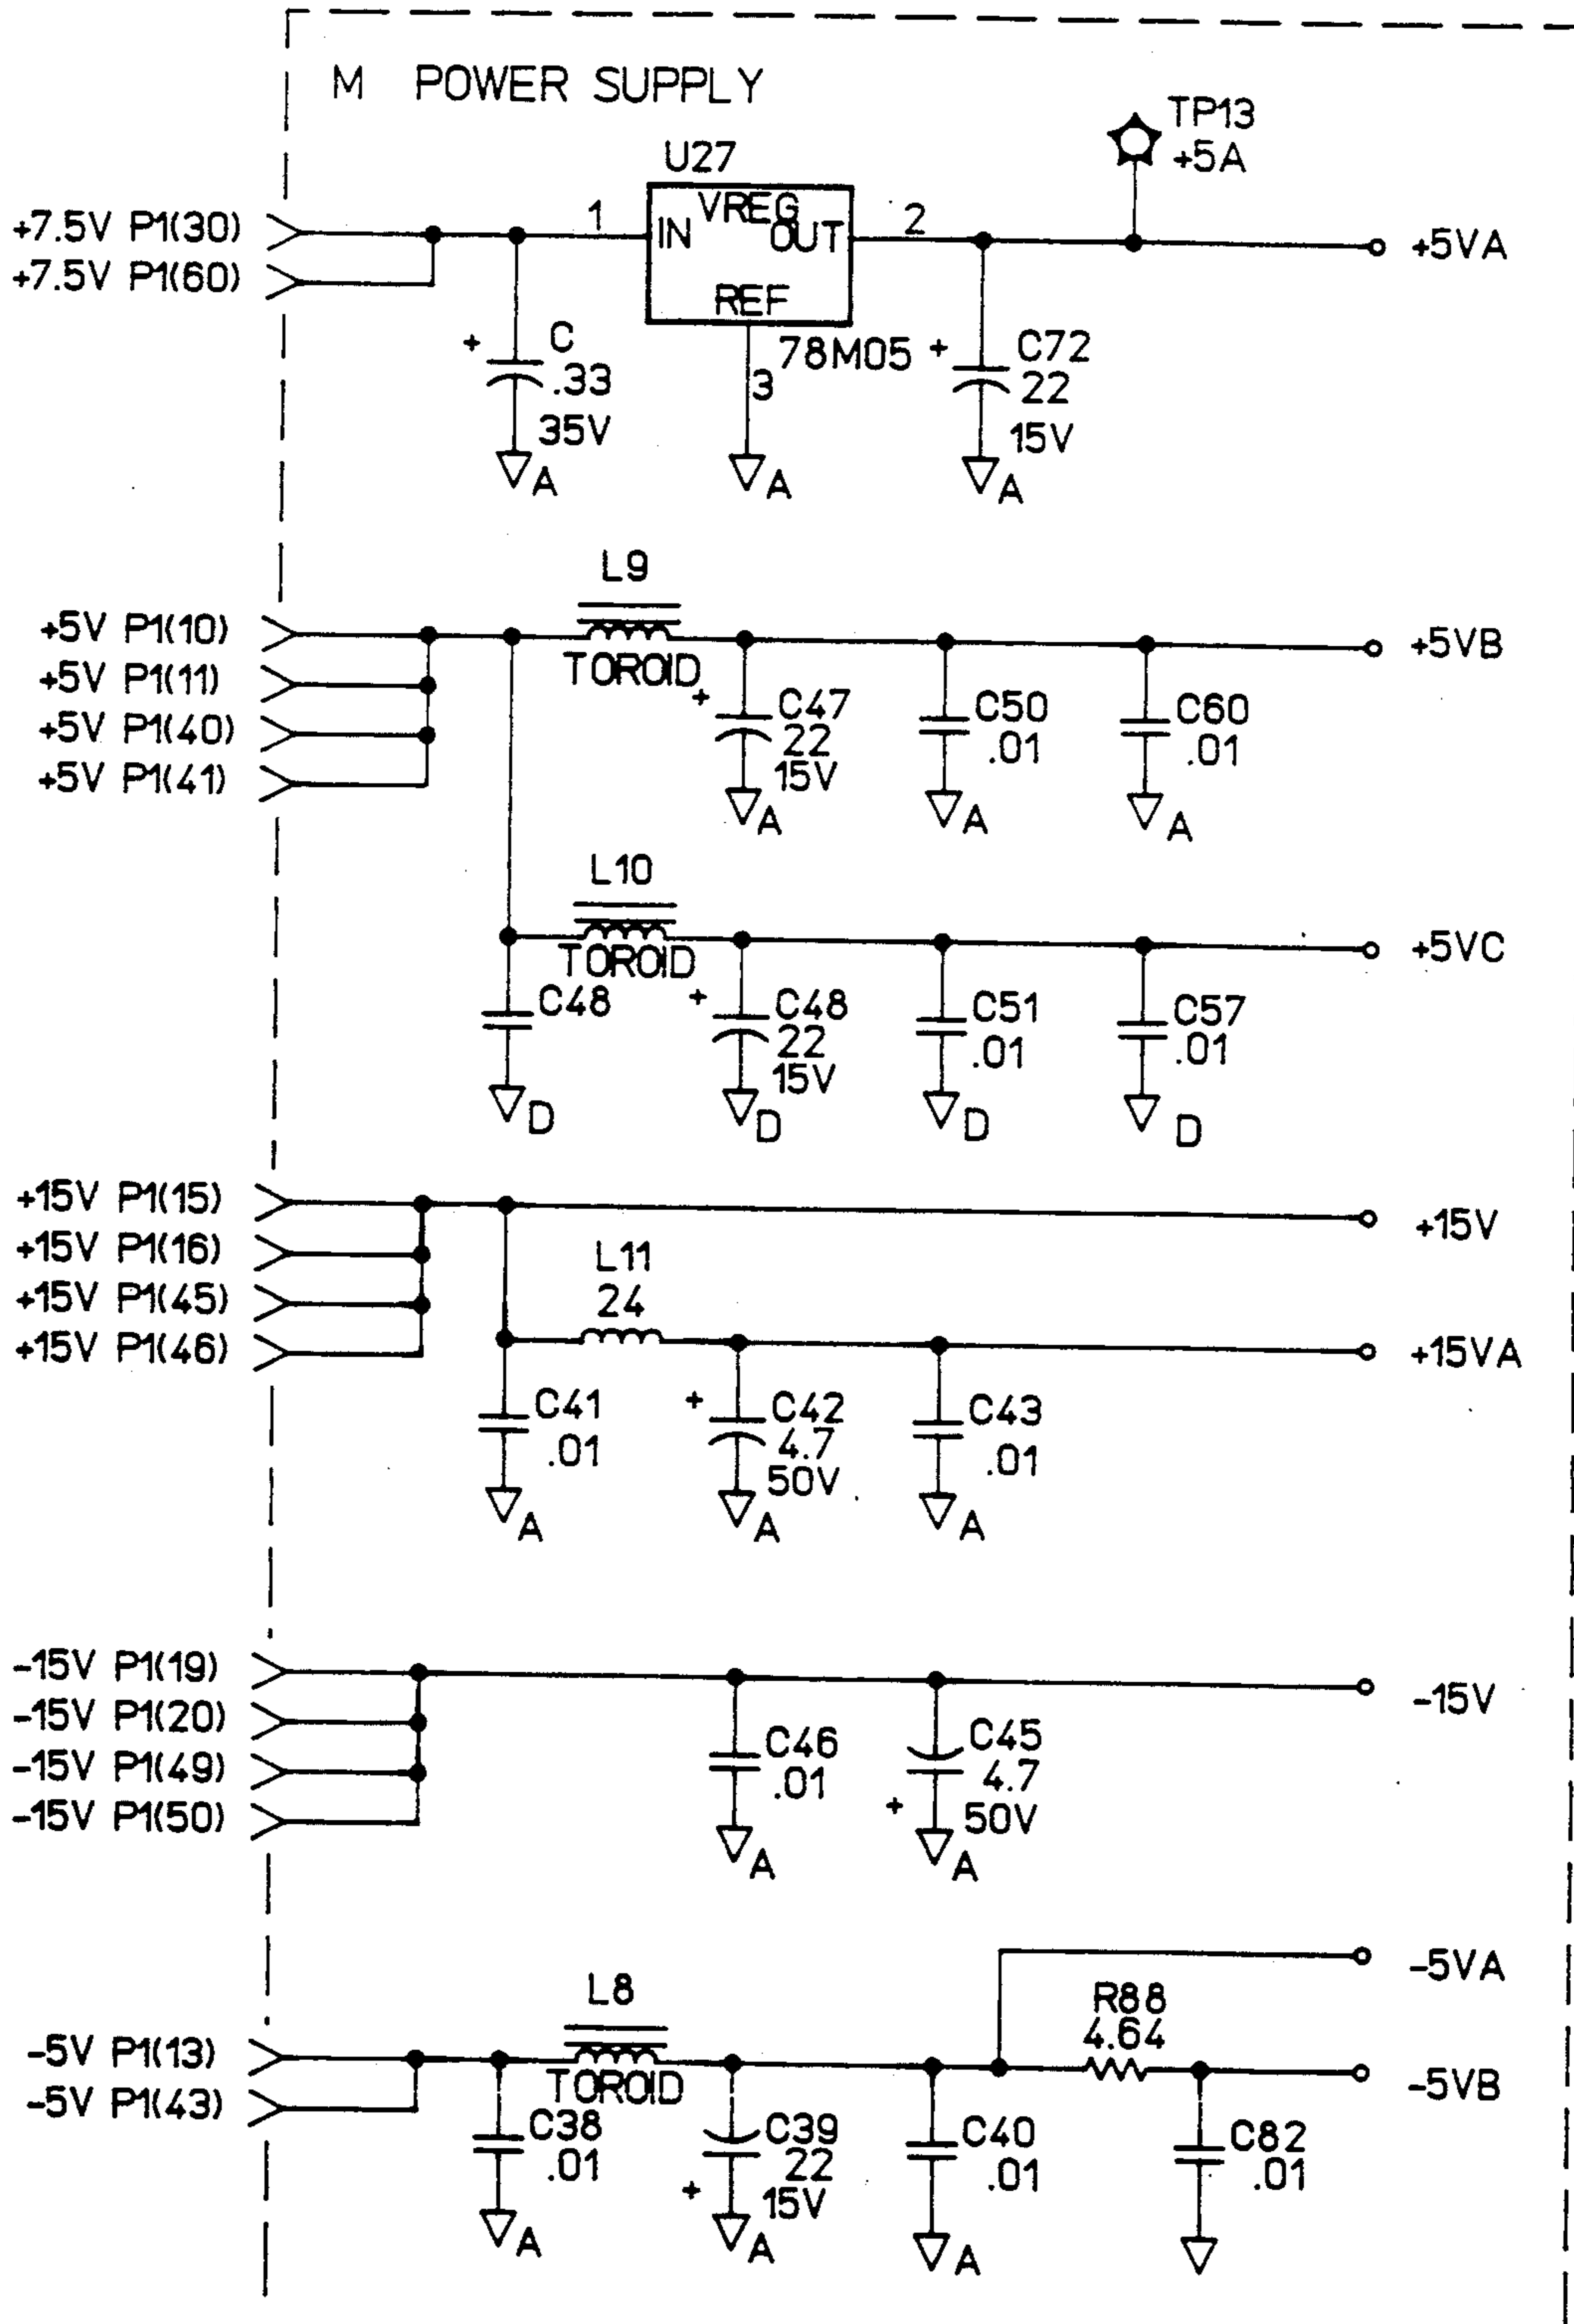 M POWER SUPPLY
TP13
+5A
U27
+7.5V P1(30)
1
VREG
IN
OUT
2
+5VA
+7.5V P1(60)
REF
+
C
.33
35V
78M05
3
+
C72
22
15V
A
A
A
L9
+5V P1(10)
+5VB
TOROID
+5V P1(11)
+5V P1(40)
+5V P1(41)
+
C47
22
15V
C50
.01
C60
.01
A
A
A
L10
+5VC
TOROID
C48
+
C48
22
15V
C51
.01
C57
.01
D
D
D
D
+15V P1(15)
+15V
+15V P1(16)
+15V P1(45)
+15V P1(46)
L11
24
+15VA
C41
.01
+
C42
4.7
50V
C43
.01
A
A
A
-15V P1(19)
-15V
-15V P1(20)
-15V P1(49)
-15V P1(50)
C46
.01
C45
4.7
+
50V
A
A
-5VA
L8
R88
4.64
-5V P1(13)
-5VB
TOROID
-5V P1(43)
C38
.01
C39
22
+
15V
C40
.01
C82
.01
A
A
A